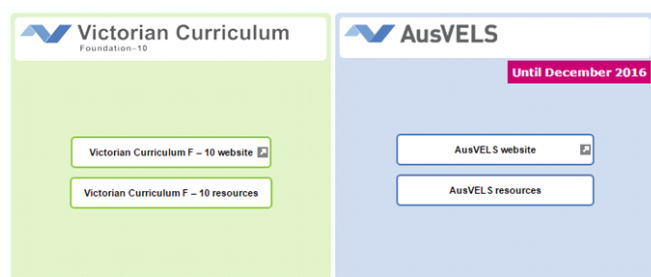 Victorian Curriculum
Foundation–10
Victorian Curriculum F – 10 website
Victorian Curriculum F – 10 resources
AusVELS
Until December 2016
AusVELS website
AusVELS resources